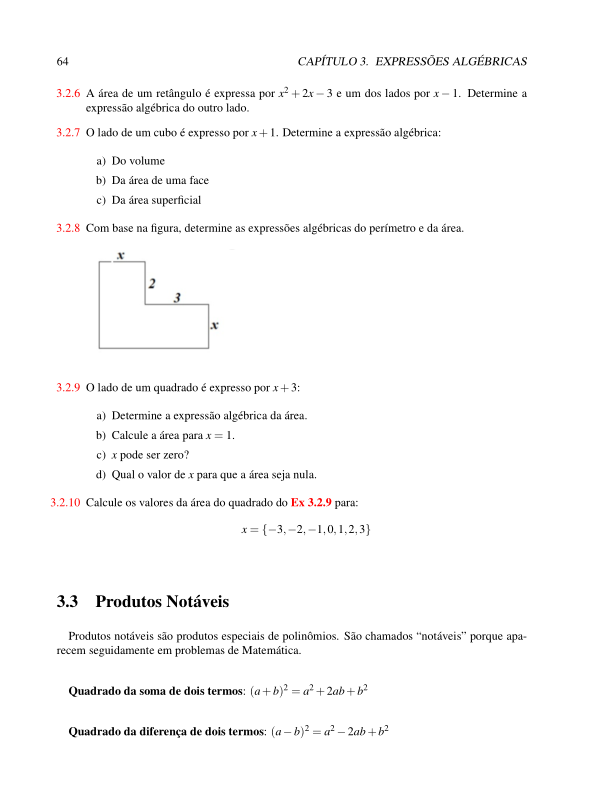 64 CAPÍTULO 3. EXPRESSÕES ALGÉBRICAS
3.2.6 A área de um retângulo é expressa por x² + 2x − 3 e um dos lados por x − 1. Determine a
expressão algébrica do outro lado.
3.2.7 O lado de um cubo é expresso por x + 1. Determine a expressão algébrica:
a) Do volume
b) Da área de uma face
c) Da área superficial
3.2.8 Com base na figura, determine as expressões algébricas do perímetro e da área.
x
2
3
x
3.2.9 O lado de um quadrado é expresso por x + 3:
a) Determine a expressão algébrica da área.
b) Calcule a área para x = 1.
c) x pode ser zero?
d) Qual o valor de x para que a área seja nula.
3.2.10 Calcule os valores da área do quadrado do Ex 3.2.9 para:
x = {−3, −2, −1, 0, 1, 2, 3}
3.3 Produtos Notáveis
Produtos notáveis são produtos especiais de polinômios. São chamados “notáveis” porque apa-
recem seguidamente em problemas de Matemática.
Quadrado da soma de dois termos: (a + b)² = a² + 2ab + b²
Quadrado da diferença de dois termos: (a − b)² = a² − 2ab + b²